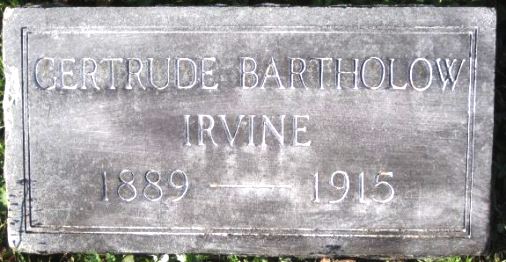 GERTRUDE BARTHOLOW
IRVINE
1889 — 1915